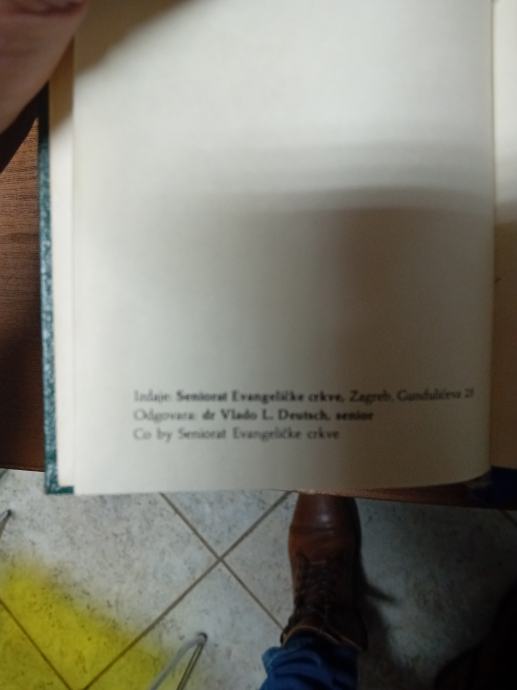 Izdaje: Seniorat Evangeličke crkve, Zagreb, Gundulićeva 28
Odgovara: dr Vlado L. Deutsch, senior
Co by Seniorat Evangeličke crkve